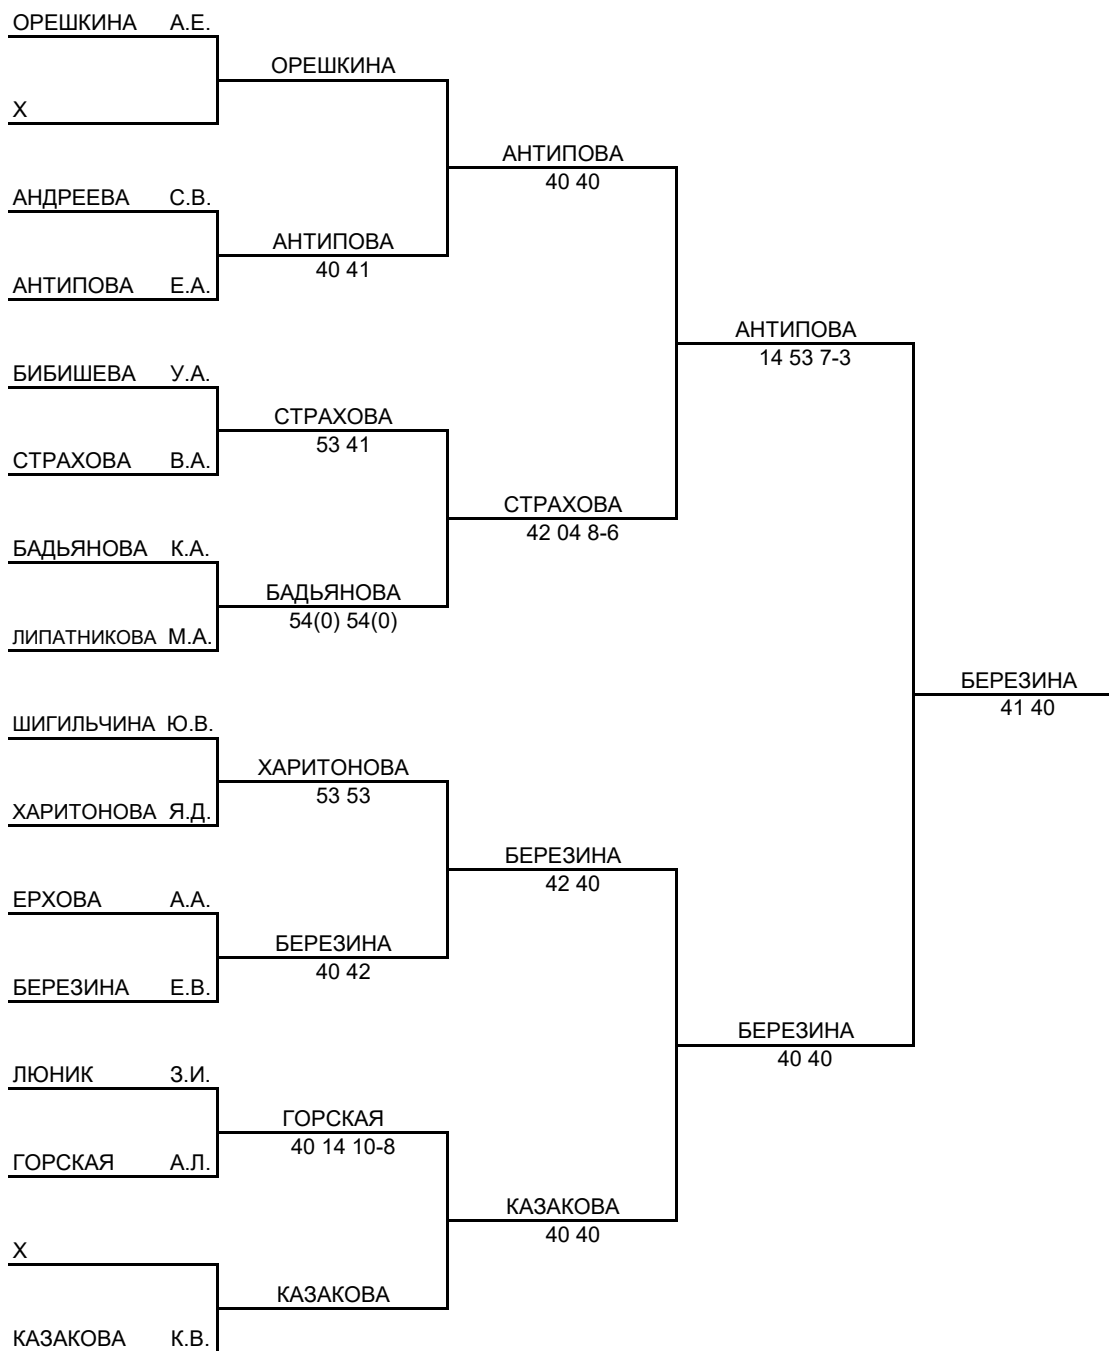 ОРЕШКИНА А.Е.
ОРЕШКИНА
Х
АНТИПОВА
40 40
АНДРЕЕВА С.В.
АНТИПОВА
40 41
АНТИПОВА Е.А.
АНТИПОВА
14 53 7-3
БИБИШЕВА У.А.
СТРАХОВА
53 41
СТРАХОВА В.А.
СТРАХОВА
42 04 8-6
БАДЬЯНОВА К.А.
БАДЬЯНОВА
54(0) 54(0)
ЛИПАТНИКОВА М.А.
БЕРЕЗИНА
41 40
ШИГИЛЬЧИНА Ю.В.
ХАРИТОНОВА
53 53
ХАРИТОНОВА Я.Д.
БЕРЕЗИНА
42 40
ЕРХОВА А.А.
БЕРЕЗИНА
40 42
БЕРЕЗИНА Е.В.
БЕРЕЗИНА
40 40
ЛЮНИК З.И.
ГОРСКАЯ
40 14 10-8
ГОРСКАЯ А.Л.
КАЗАКОВА
40 40
Х
КАЗАКОВА
КАЗАКОВА К.В.